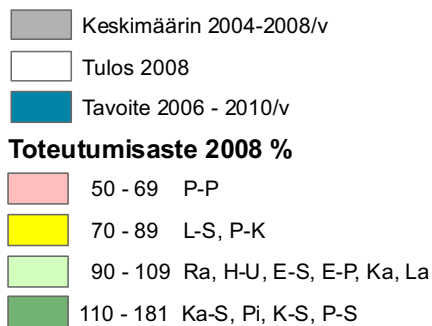 Keskimäärin 2004-2008/v
Tulos 2008
Tavoite 2006 - 2010/v
Toteutumisaste 2008 %
50 - 69 P-P
70 - 89 L-S, P-K
90 - 109 Ra, H-U, E-S, E-P, Ka, La
110 - 181 Ka-S, Pi, K-S, P-S